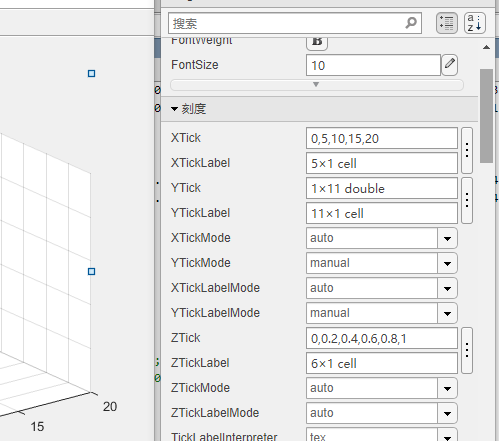 搜索
FontWeight B
FontSize 10
刻度
XTick 0,5,10,15,20
XTickLabel 5×1 cell
YTick 1×11 double
YTickLabel 11×1 cell
XTickMode auto
YTickMode manual
XTickLabelMode auto
YTickLabelMode manual
ZTick 0,0.2,0.4,0.6,0.8,1
ZTickLabel 6×1 cell
ZTickMode auto
ZTickLabelMode auto
TickLabelInterpreter tex
15
20